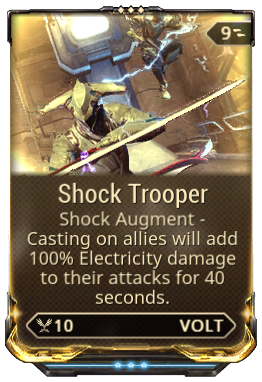 9
Shock Trooper
Shock Augment -
Casting on allies will add
100% Electricity damage
to their attacks for 40
seconds.
10 VOLT